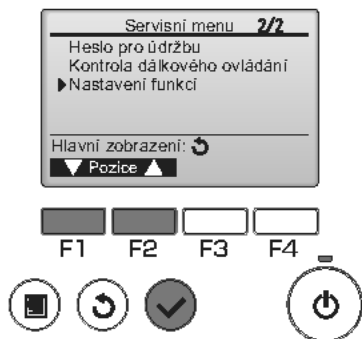 Servisní menu 2/2
Heslo pro údržbu
Kontrola dálkového ovládání
Nastavení funkcí
Hlavní zobrazení:
Pozice
F1 F2 F3 F4